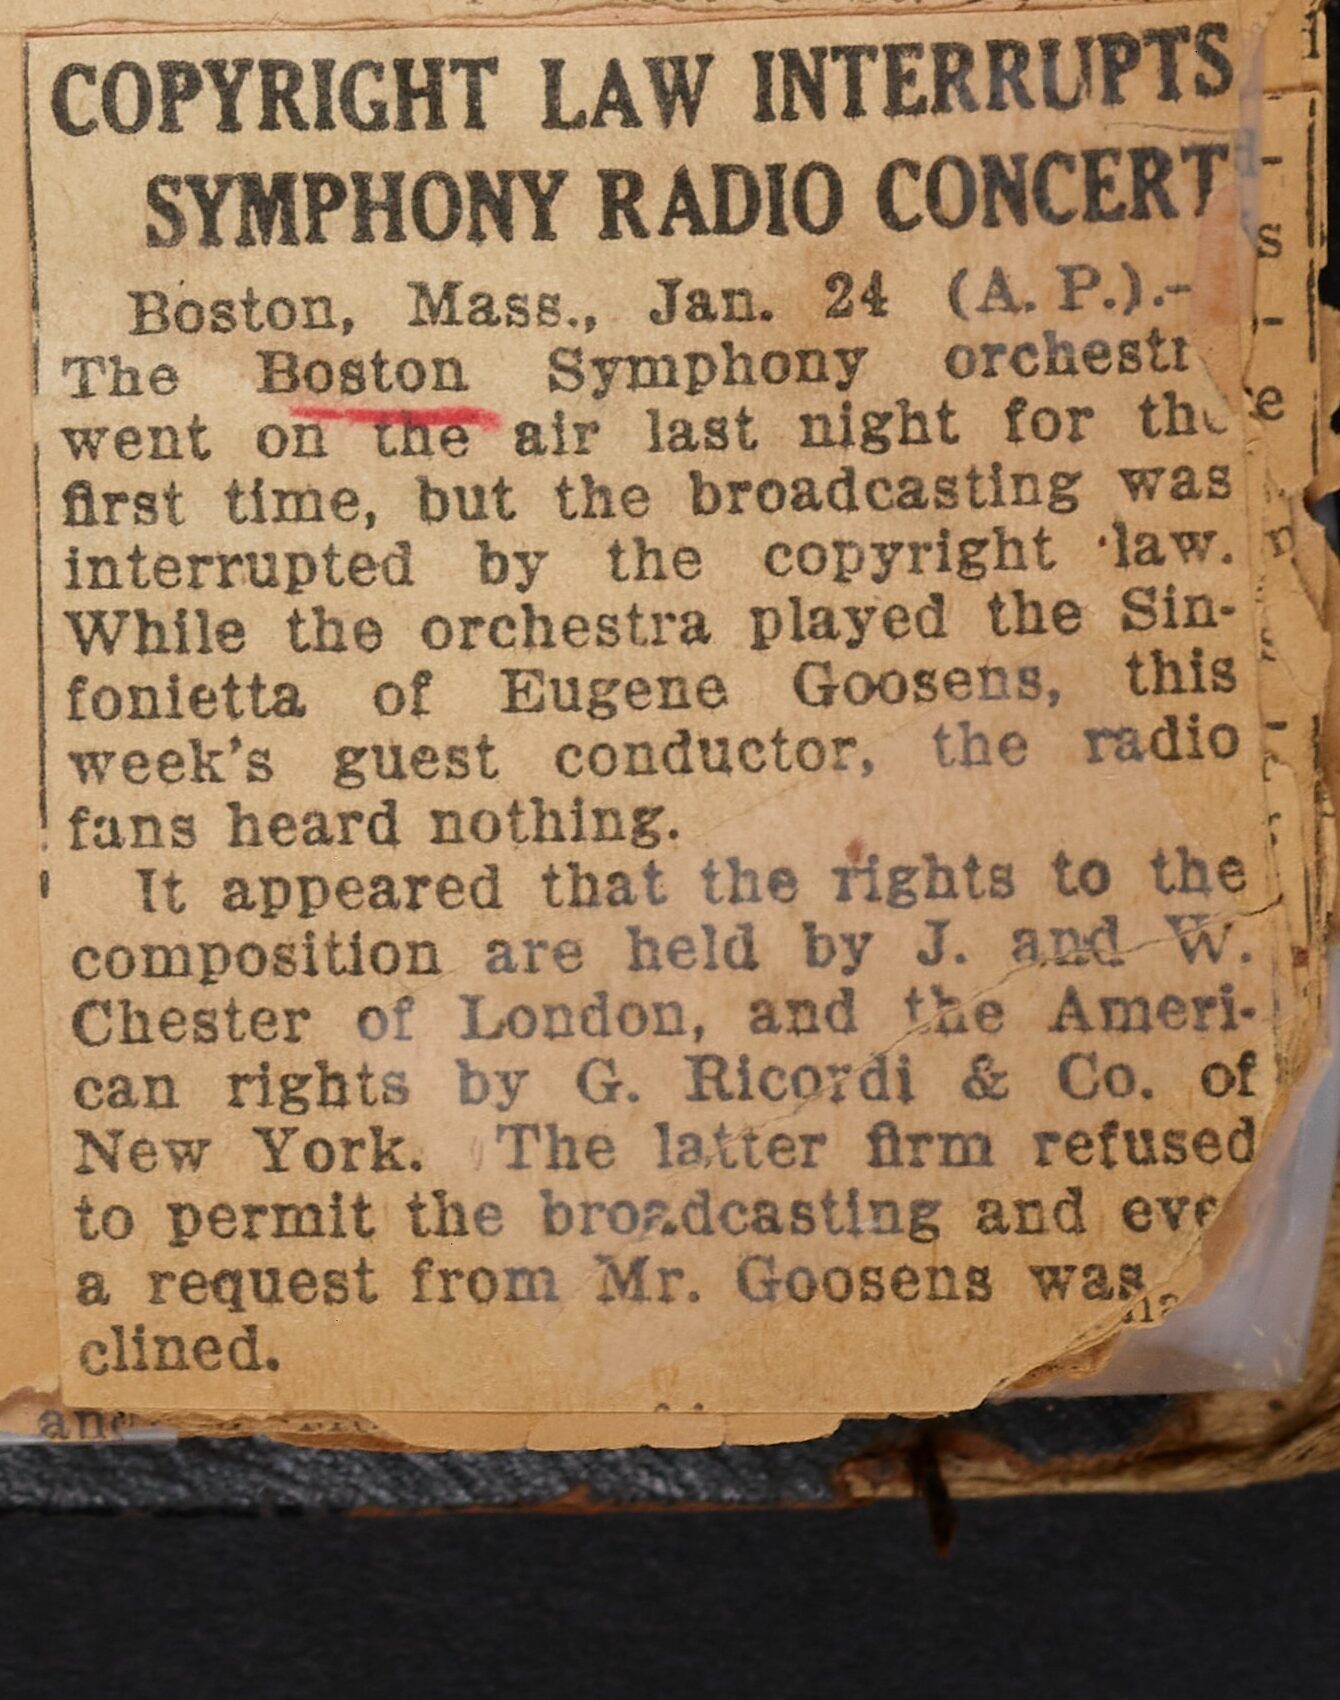 COPYRIGHT LAW INTERRUPTS
SYMPHONY RADIO CONCERT
Boston, Mass., Jan. 24 (A. P.).-
The Boston Symphony orchestr
went on the air last night for the
first time, but the broadcasting was
interrupted by the copyright law.
While the orchestra played the Sin-
fonietta of Eugene Goosens, this
week's guest conductor, the radio
fans heard nothing.
It appeared that the rights to the
composition are held by J. and W.
Chester of London, and the Ameri-
can rights by G. Ricordi & Co. of
New York. The latter firm refused
to permit the broadcasting and eve
a request from Mr. Goosens was
clined.
and